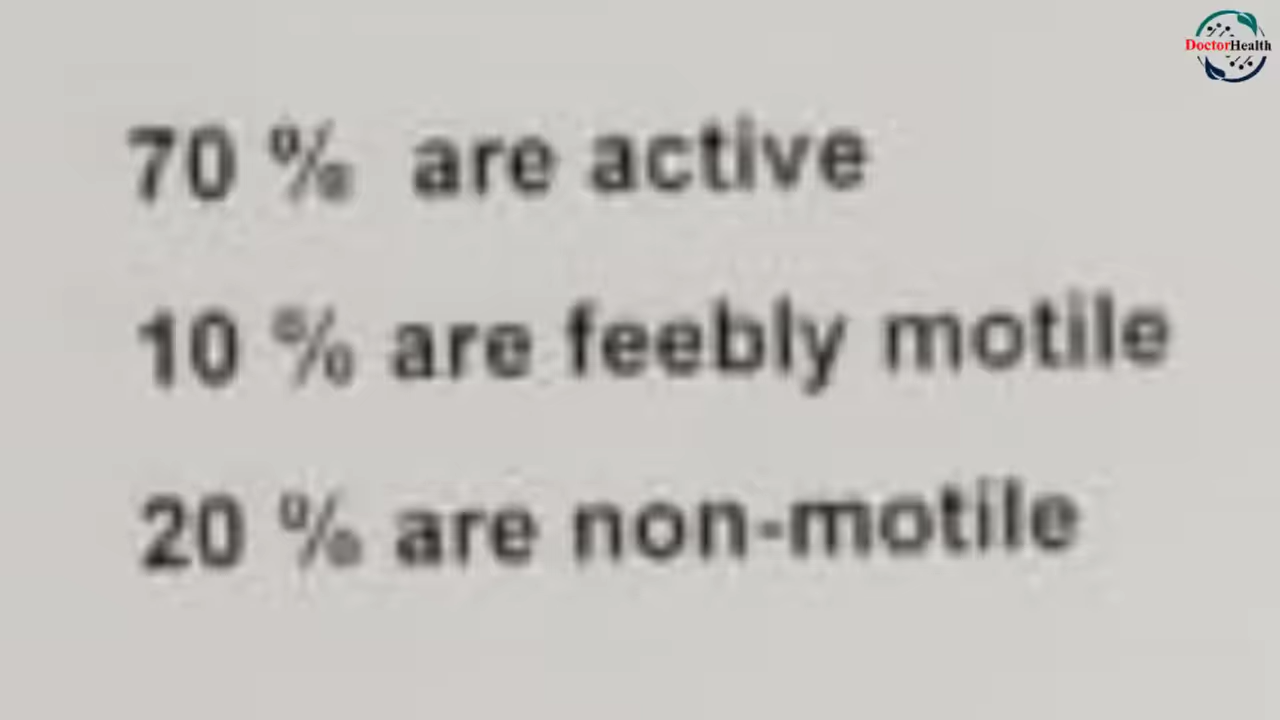 DoctorHealth
70 % are active
10 % are feebly motile
20 % are non-motile